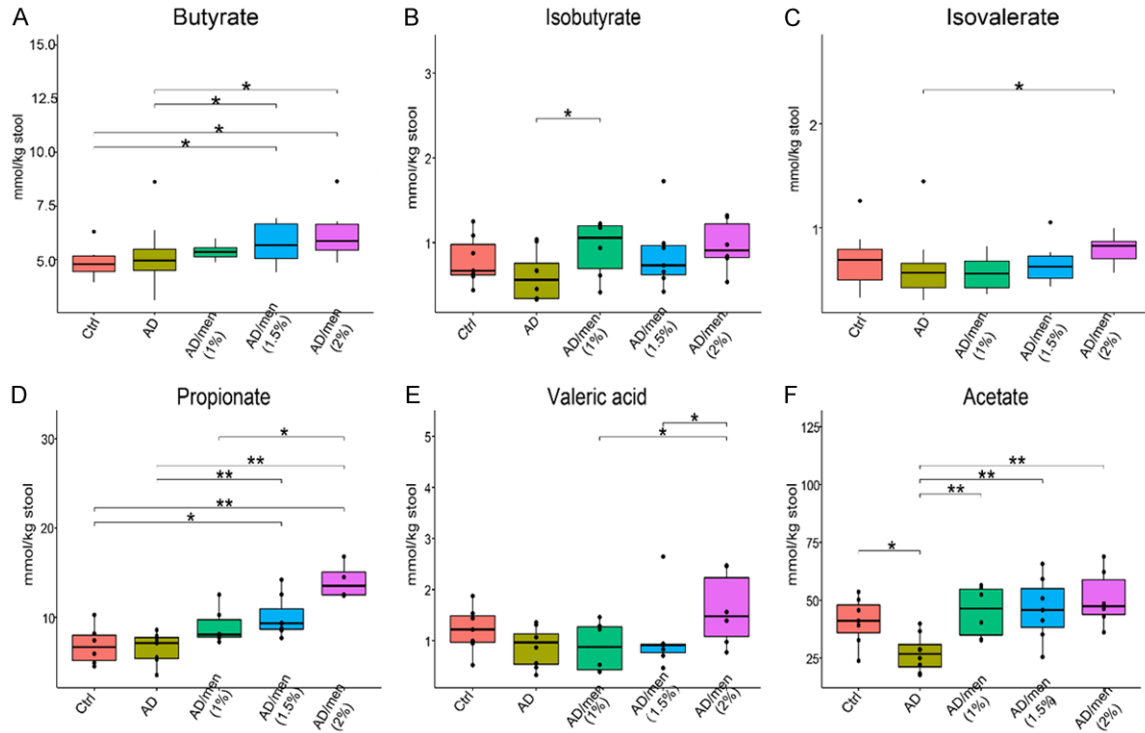 A
Butyrate
mmol/kg stool
15.0
12.5
10.0
7.5
5.0
*
*
*
*
Ctrl
AD
AD/men
(1%)
AD/men
(1.5%)
AD/men
(2%)
B
Isobutyrate
mmol/kg stool
3
2
1
*
Ctrl
AD
AD/men
(1%)
AD/men
(1.5%)
AD/men
(2%)
C
Isovalerate
mmol/kg stool
2
1
*
Ctrl
AD
AD/men
(1%)
AD/men
(1.5%)
AD/men
(2%)
D
Propionate
mmol/kg stool
30
20
10
*
**
**
**
*
Ctrl
AD
AD/men
(1%)
AD/men
(1.5%)
AD/men
(2%)
E
Valeric acid
mmol/kg stool
5
4
3
2
1
*
*
Ctrl
AD
AD/men
(1%)
AD/men
(1.5%)
AD/men
(2%)
F
Acetate
mmol/kg stool
125
100
75
50
25
**
**
**
*
Ctrl
AD
AD/men
(1%)
AD/men
(1.5%)
AD/men
(2%)